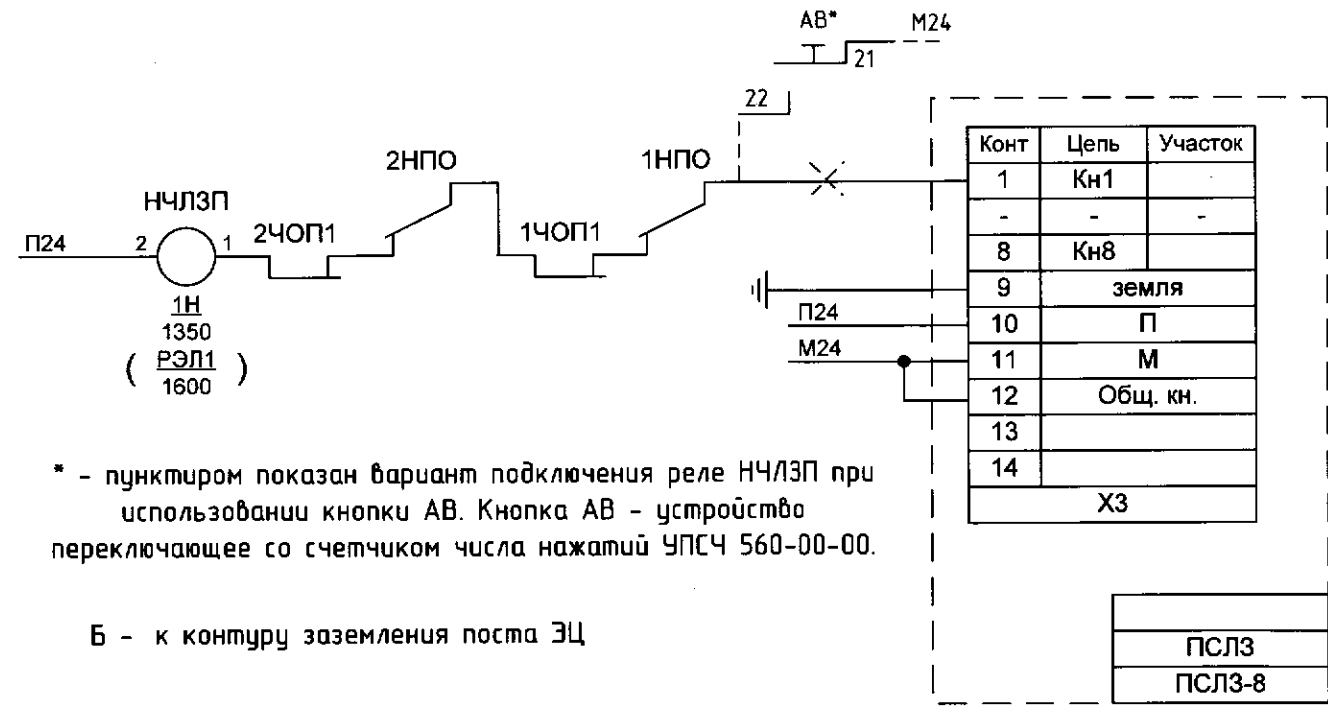 АВ*
М24
21
22
2НПО
1НПО
НЧЛЗП
П24
2
1
2ЧОП1
1ЧОП1
1Н
1350
( РЭЛ1 )
1600
Конт Цепь Участок
1 Кн1
- - -
8 Кн8
9 земля
П24
10 П
М24
11 М
12 Общ. кн.
13
14
Х3
* - пунктиром показан вариант подключения реле НЧЛЗП при
использовании кнопки АВ. Кнопка АВ - устройство
переключающее со счетчиком числа нажатий УПСЧ 560-00-00.
Б - к контуру заземления поста ЭЦ
ПСЛЗ
ПСЛЗ-8